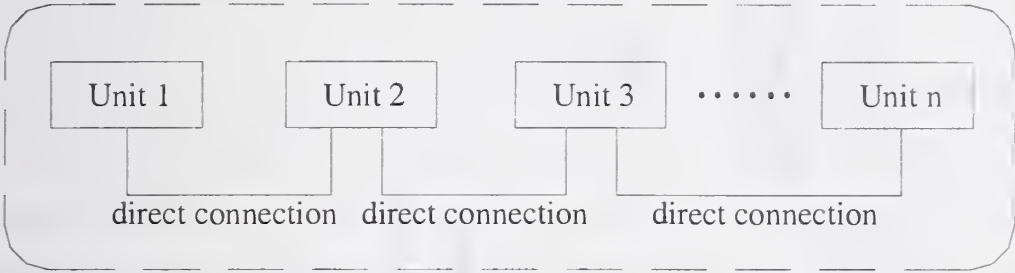 Unit 1 Unit 2 Unit 3 ...... Unit n
direct connection direct connection direct connection